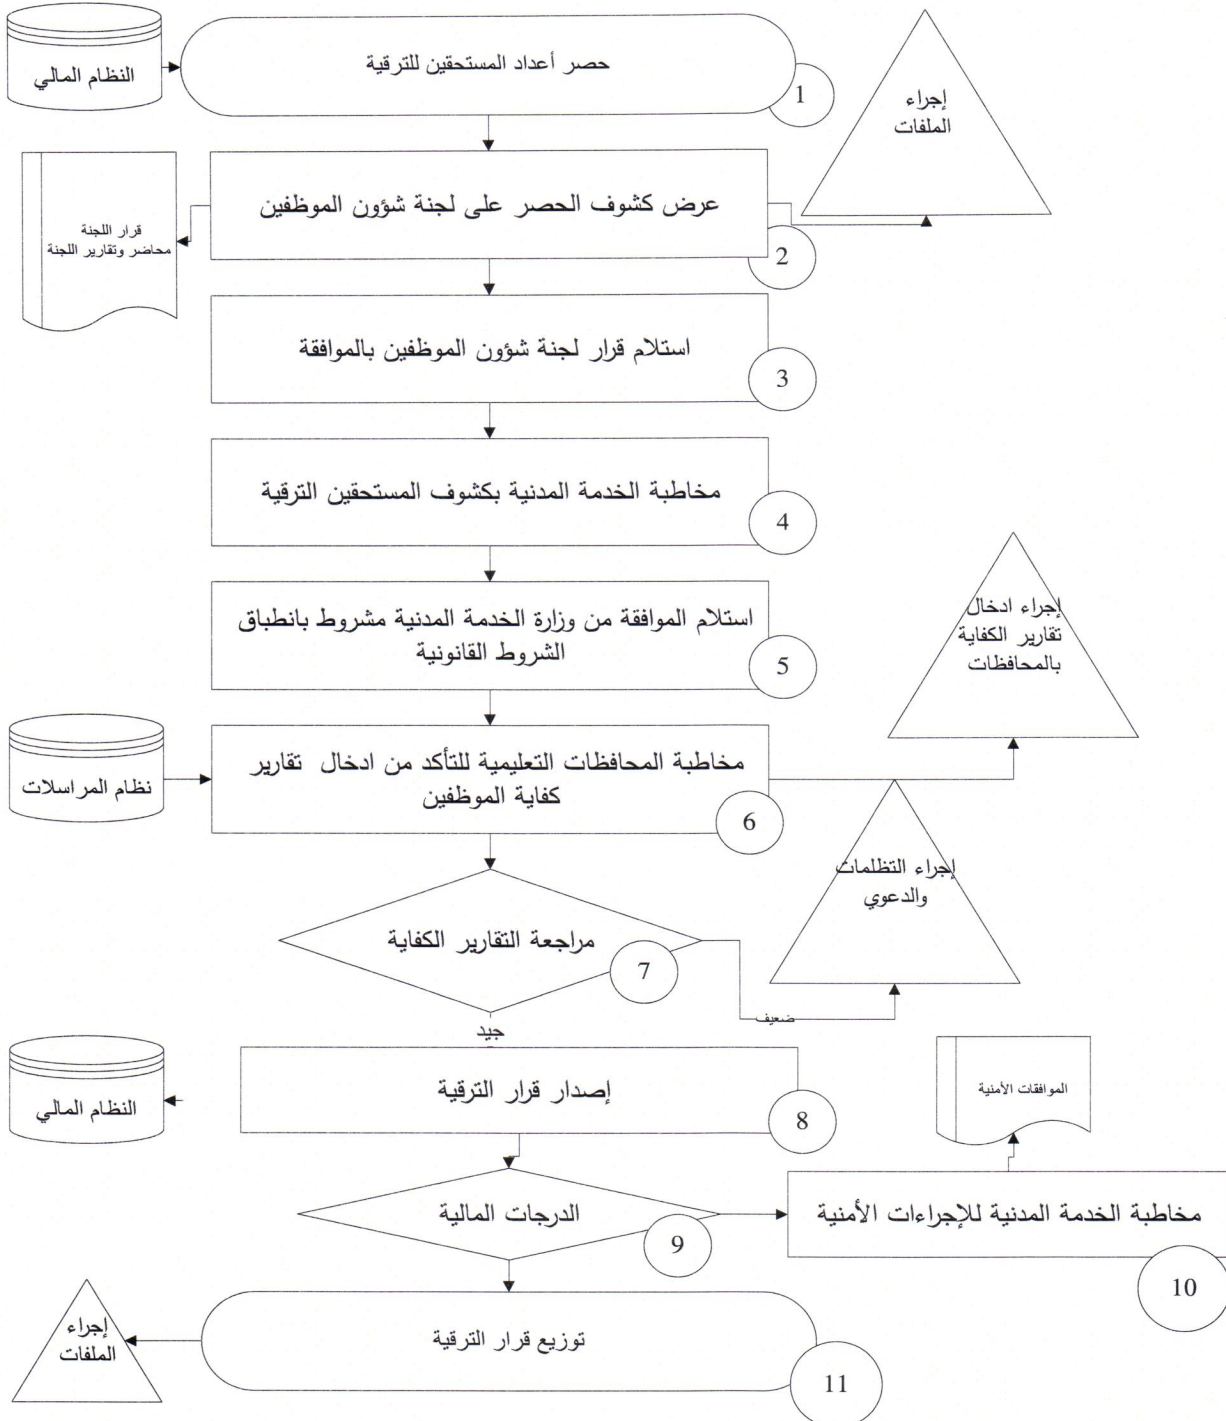 النظام المالي
حصر أعداد المستحقين للترقية
1
إجراء
الملفات
عرض كشوف الحصر على لجنة شؤون الموظفين
2
قرار اللجنة
محاضر وتقارير اللجنة
استلام قرار لجنة شؤون الموظفين بالموافقة
3
مخاطبة الخدمة المدنية بكشوف المستحقين الترقية
4
استلام الموافقة من وزارة الخدمة المدنية مشروط بانطباق
الشروط القانونية
5
إجراء ادخال
تقارير الكفاية
بالمحافظات
نظام المراسلات
مخاطبة المحافظات التعليمية للتأكد من ادخال تقارير
كفاية الموظفين
6
إجراء التظلمات
والدعوي
مراجعة التقارير الكفاية
7
ضعيف
جيد
النظام المالي
إصدار قرار الترقية
8
الموافقات الأمنية
الدرجات المالية
9
مخاطبة الخدمة المدنية للإجراءات الأمنية
10
إجراء
الملفات
توزيع قرار الترقية
11